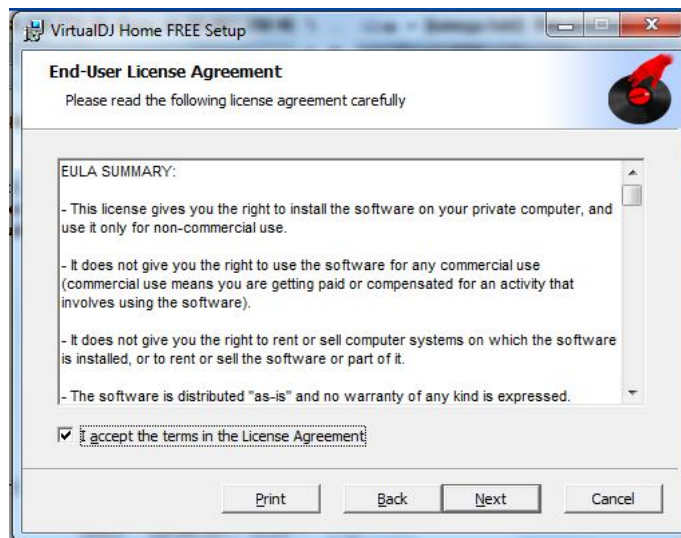 VirtualDJ Home FREE Setup
End-User License Agreement
Please read the following license agreement carefully
EULA SUMMARY:
- This license gives you the right to install the software on your private computer, and
use it only for non-commercial use.
- It does not give you the right to use the software for any commercial use
(commercial use means you are getting paid or compensated for an activity that
involves using the software).
- It does not give you the right to rent or sell computer systems on which the software
is installed, or to rent or sell the software or part of it.
- The software is distributed "as-is" and no warranty of any kind is expressed.
I accept the terms in the License Agreement
Print
Back
Next
Cancel